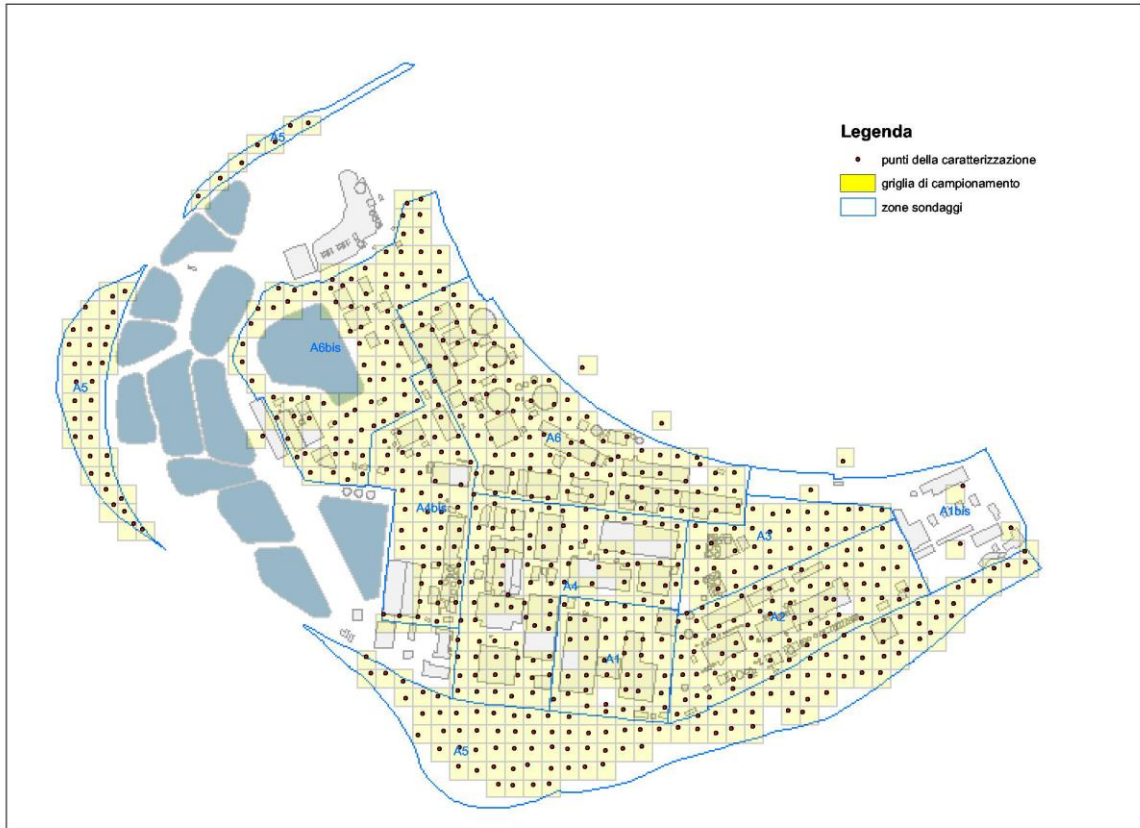 A5
Legenda
punti della caratterizzazione
griglia di campionamento
zone sondaggi
A6bis
A5
A6
A4bis
A1bis
A3
A4
A2
A1
A5